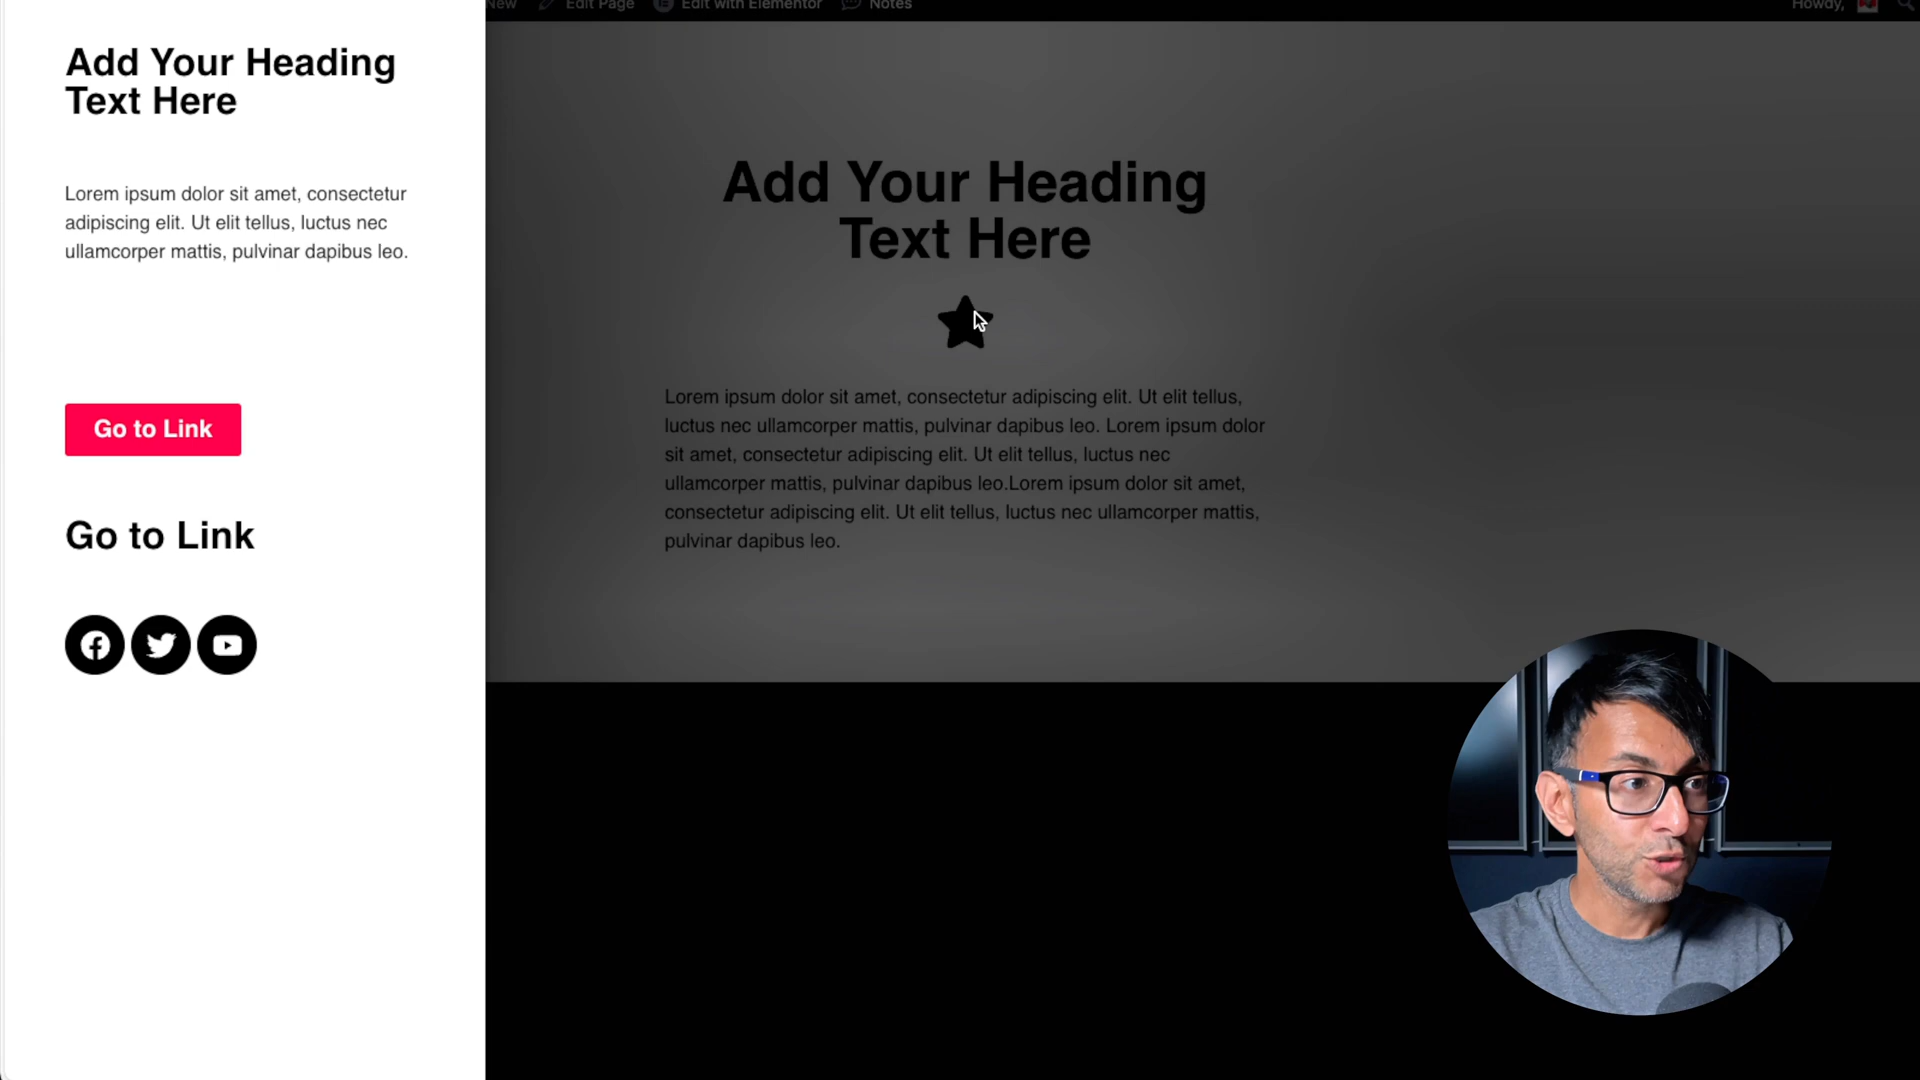 New Edit Page Edit with Elementor Notes Howdy,
Add Your Heading
Text Here
Lorem ipsum dolor sit amet, consectetur
adipiscing elit. Ut elit tellus, luctus nec
ullamcorper mattis, pulvinar dapibus leo.
Go to Link
Go to Link
Add Your Heading
Text Here
Lorem ipsum dolor sit amet, consectetur adipiscing elit. Ut elit tellus,
luctus nec ullamcorper mattis, pulvinar dapibus leo. Lorem ipsum dolor
sit amet, consectetur adipiscing elit. Ut elit tellus, luctus nec
ullamcorper mattis, pulvinar dapibus leo.Lorem ipsum dolor sit amet,
consectetur adipiscing elit. Ut elit tellus, luctus nec ullamcorper mattis,
pulvinar dapibus leo.